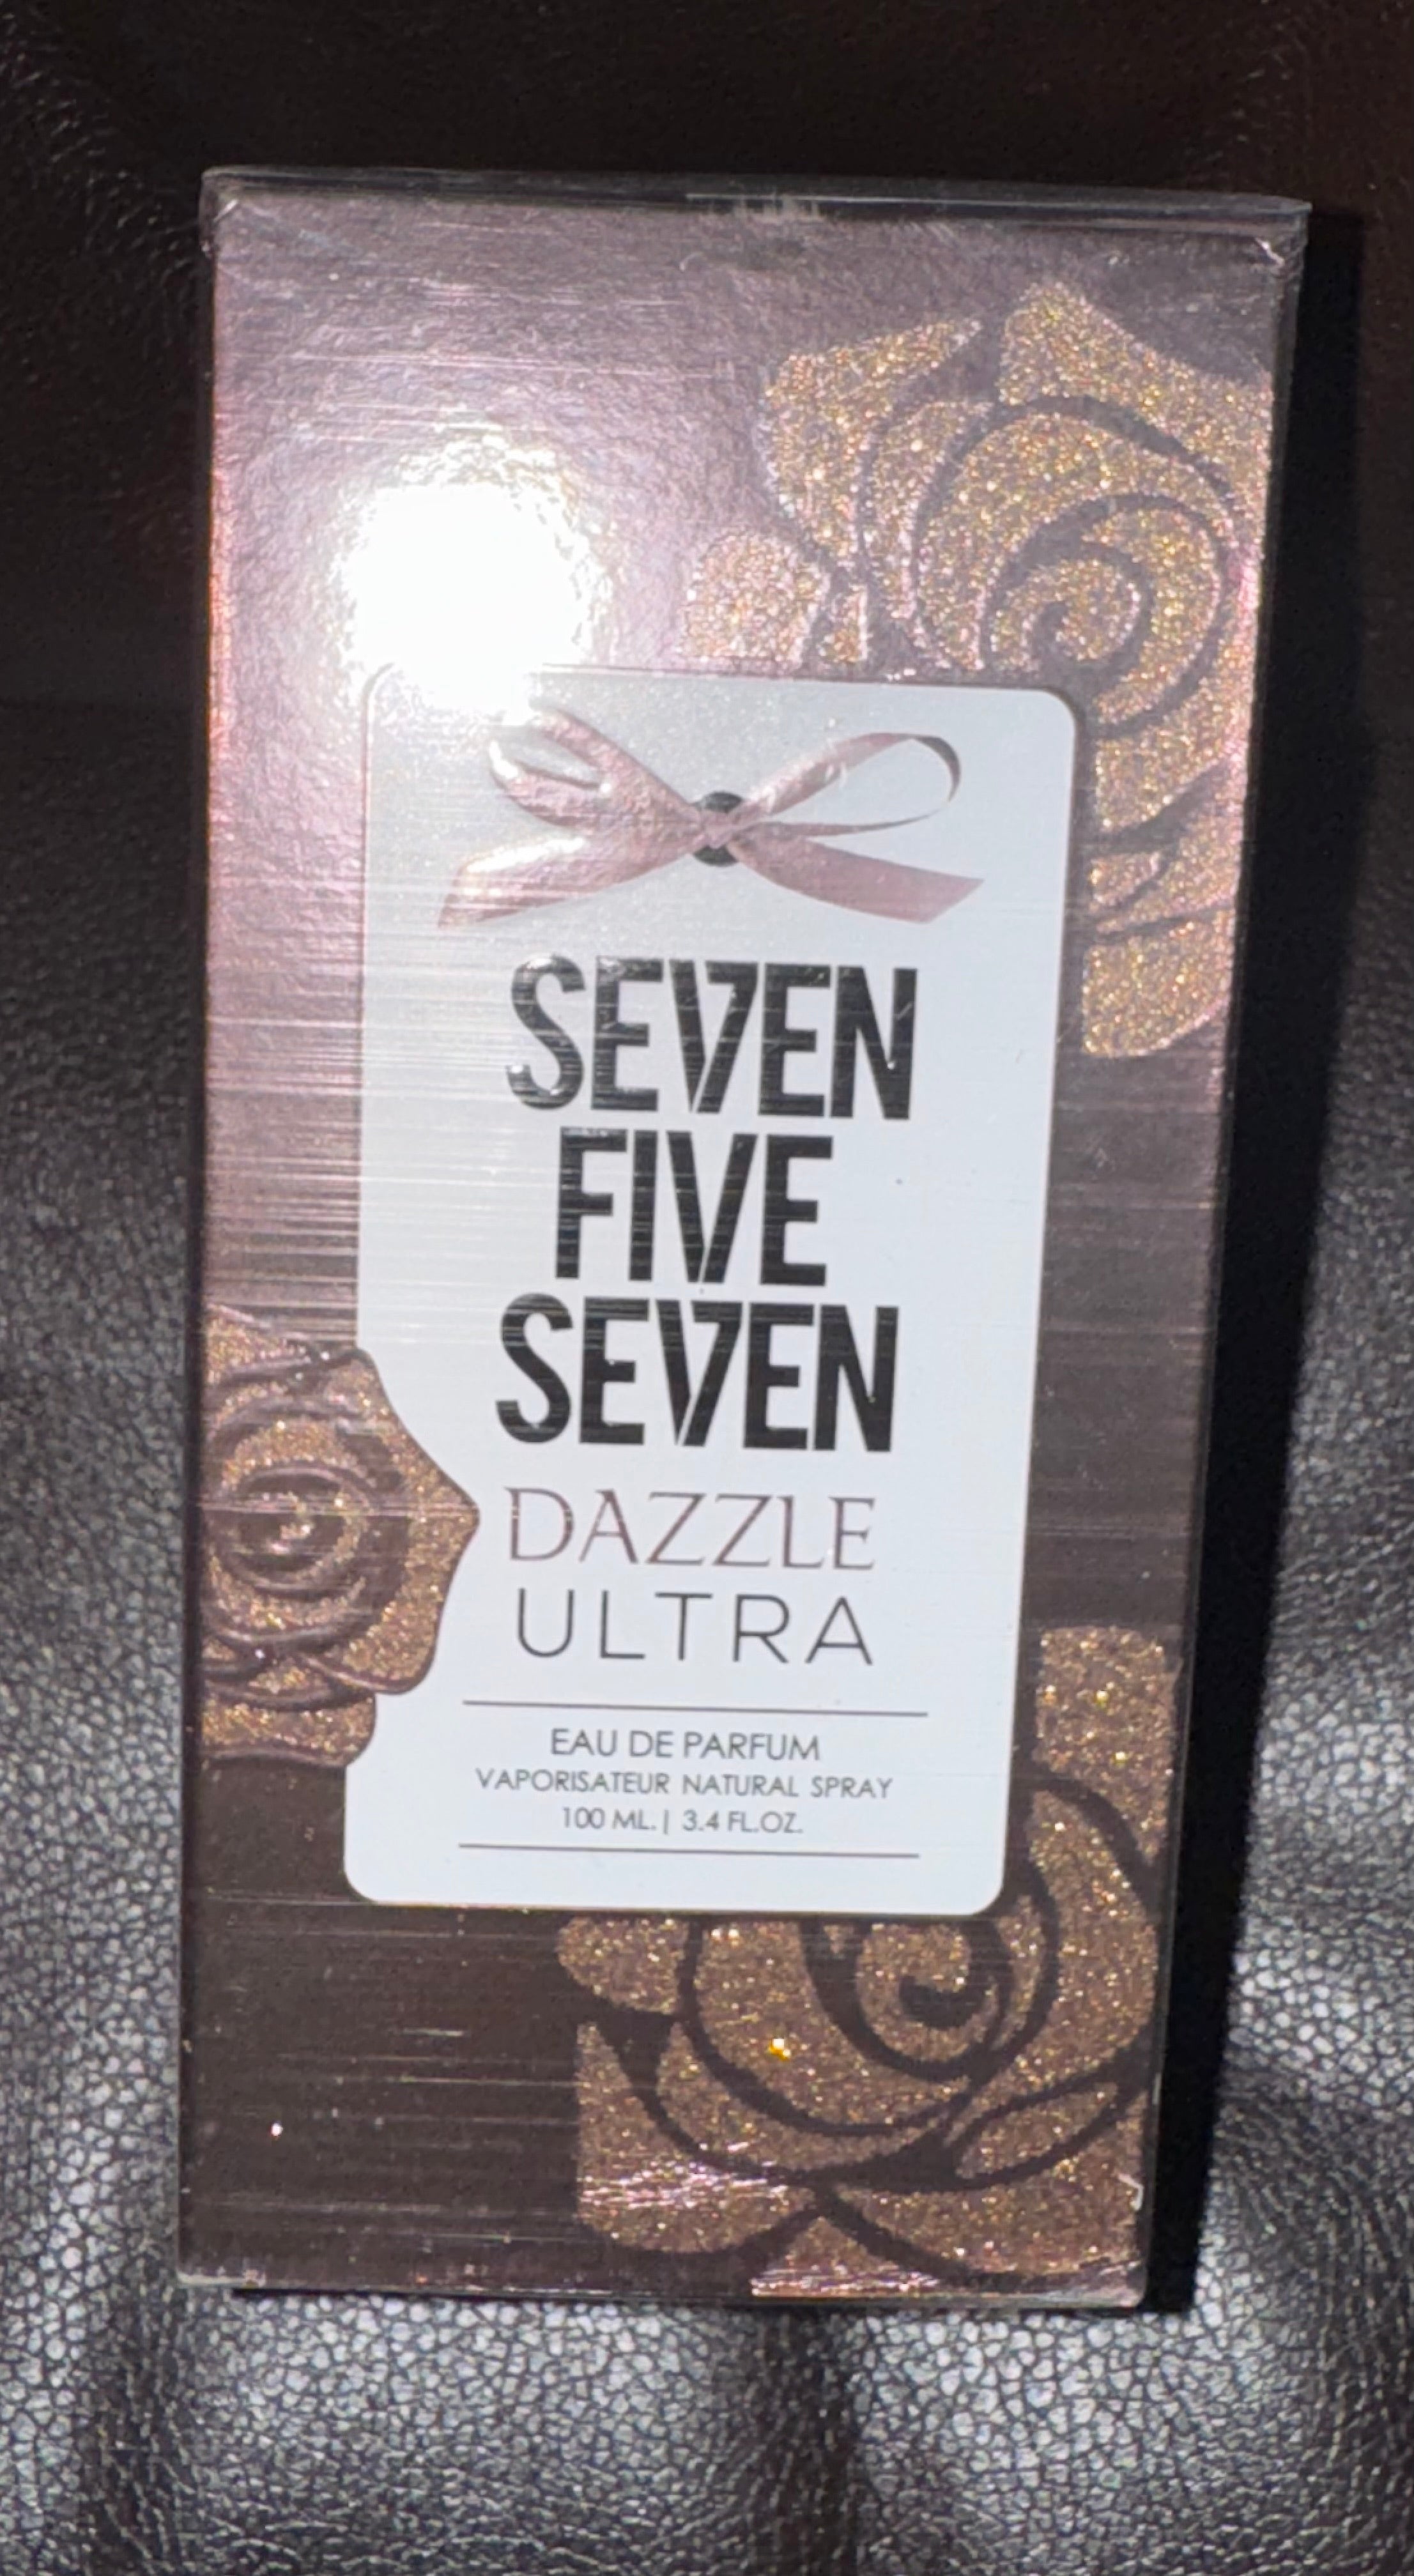 SEVEN
FIVE
SEVEN
DAZZLE
ULTRA
EAU DE PARFUM
VAPORISATEUR NATURAL SPRAY
100 ML. | 3.4 FL.OZ.